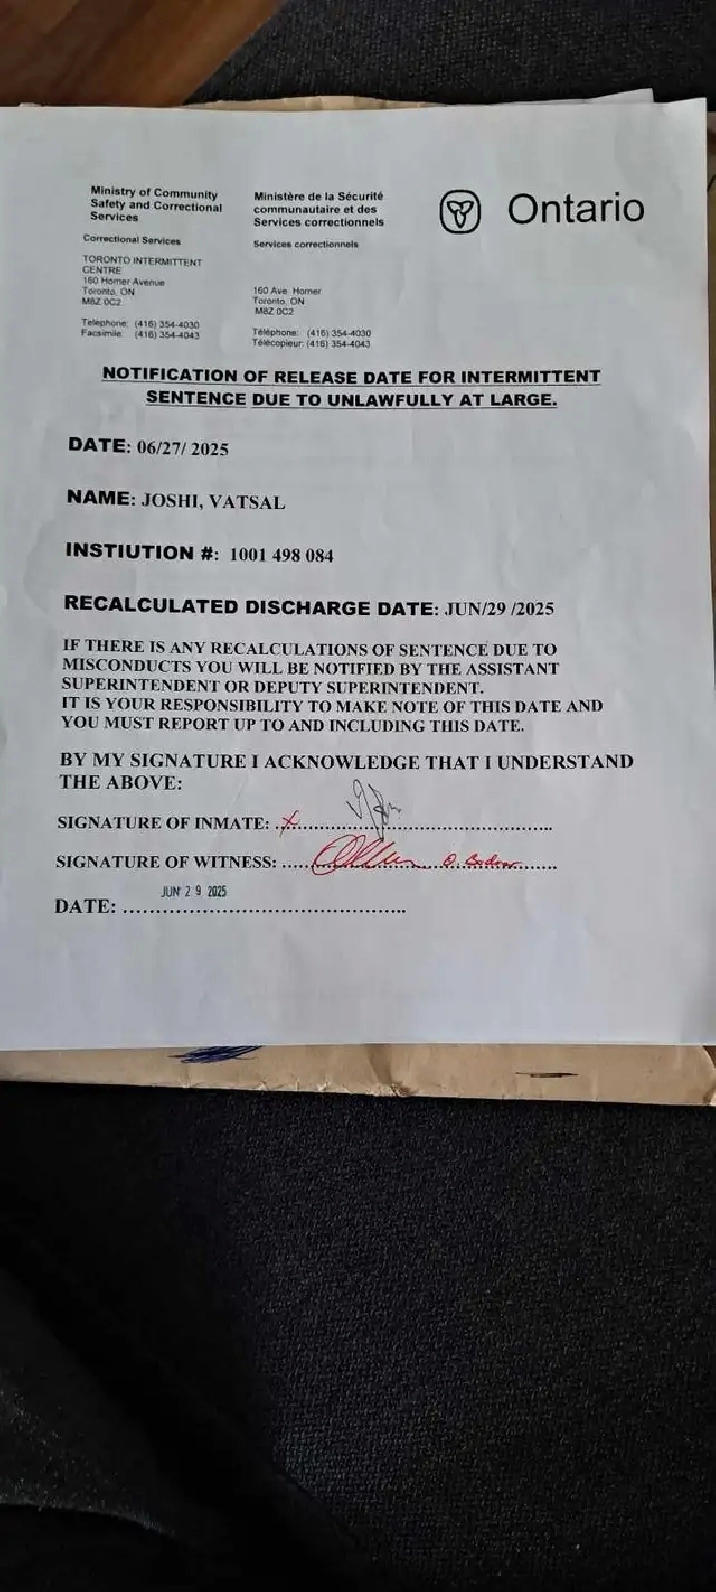 Ministry of Community
Safety and Correctional
Services
Correctional Services
TORONTO INTERMITTENT
CENTRE
160 Horner Avenue
Toronto, ON
M8Z 0C2
Telephone: (416) 354-4030
Facsimile: (416) 354-4043
Ministère de la Sécurité
communautaire et des
Services correctionnels
Services correctionnels
160 Ave. Horner
Toronto, ON
M8Z 0C2
Téléphone: (416) 354-4030
Télécopieur: (416) 354-4043
Ontario
NOTIFICATION OF RELEASE DATE FOR INTERMITTENT
SENTENCE DUE TO UNLAWFULLY AT LARGE.
DATE: 06/27/ 2025
NAME: JOSHI, VATSAL
INSTIUTION #: 1001 498 084
RECALCULATED DISCHARGE DATE: JUN/29 /2025
IF THERE IS ANY RECALCULATIONS OF SENTENCE DUE TO
MISCONDUCTS YOU WILL BE NOTIFIED BY THE ASSISTANT
SUPERINTENDENT OR DEPUTY SUPERINTENDENT.
IT IS YOUR RESPONSIBILITY TO MAKE NOTE OF THIS DATE AND
YOU MUST REPORT UP TO AND INCLUDING THIS DATE.
BY MY SIGNATURE I ACKNOWLEDGE THAT I UNDERSTAND
THE ABOVE:
SIGNATURE OF INMATE: x
SIGNATURE OF WITNESS:
JUN 29 2025
DATE: